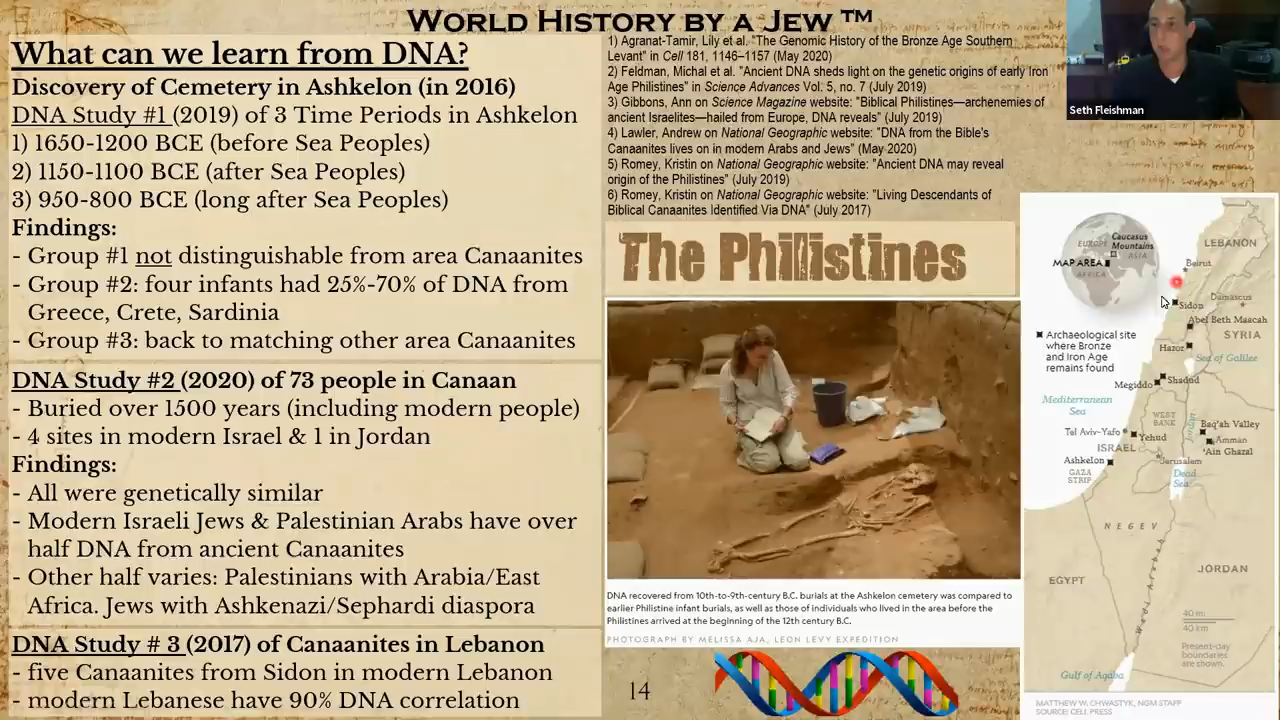 World History by a Jew ™
What can we learn from DNA?
Discovery of Cemetery in Ashkelon (in 2016)
DNA Study #1 (2019) of 3 Time Periods in Ashkelon
1) 1650-1200 BCE (before Sea Peoples)
2) 1150-1100 BCE (after Sea Peoples)
3) 950-800 BCE (long after Sea Peoples)
Findings:
- Group #1 not distinguishable from area Canaanites
- Group #2: four infants had 25%-70% of DNA from
Greece, Crete, Sardinia
- Group #3: back to matching other area Canaanites
DNA Study #2 (2020) of 73 people in Canaan
- Buried over 1500 years (including modern people)
- 4 sites in modern Israel & 1 in Jordan
Findings:
- All were genetically similar
- Modern Israeli Jews & Palestinian Arabs have over
half DNA from ancient Canaanites
- Other half varies: Palestinians with Arabia/East
Africa. Jews with Ashkenazi/Sephardi diaspora
DNA Study # 3 (2017) of Canaanites in Lebanon
- five Canaanites from Sidon in modern Lebanon
- modern Lebanese have 90% DNA correlation
1) Agranat-Tamir, Lily et al. "The Genomic History of the Bronze Age Southern
Levant" in Cell 181, 1146–1157 (May 2020)
2) Feldman, Michal et al. "Ancient DNA sheds light on the genetic origins of early Iron
Age Philistines" in Science Advances Vol. 5, no. 7 (July 2019)
3) Gibbons, Ann on Science Magazine website: "Biblical Philistines—archenemies of
ancient Israelites—hailed from Europe, DNA reveals" (July 2019)
4) Lawler, Andrew on National Geographic website: "DNA from the Bible's
Canaanites lives on in modern Arabs and Jews" (May 2020)
5) Romey, Kristin on National Geographic website: "Ancient DNA may reveal
origin of the Philistines" (July 2019)
6) Romey, Kristin on National Geographic website: "Living Descendants of
Biblical Canaanites Identified Via DNA" (July 2017)
The Philistines
DNA recovered from 10th-to-9th-century B.C. burials at the Ashkelon cemetery was compared to
earlier Philistine infant burials, as well as those of individuals who lived in the area before the
Philistines arrived at the beginning of the 12th century B.C.
PHOTOGRAPH BY MELISSA AJA, LEON LEVY EXPEDITION
14
Seth Fleishman
EUROPE
Caucasus
Mountains
ASIA
MAP AREA
AFRICA
LEBANON
Beirut
Sidon
Damascus
Abel Beth Maacah
SYRIA
Archaeological site
where Bronze
and Iron Age
remains found
Hazor
Sea of Galilee
Megiddo
Shadud
Mediterranean
Sea
WEST
BANK
Jordan
Baq'ah Valley
Tel Aviv-Yafo
Yehud
Amman
'Ain Ghazal
ISRAEL
Ashkelon
Jerusalem
GAZA
STRIP
Dead
Sea
NEGEV
EGYPT
JORDAN
Wadi Arabah
40 mi
40 km
Present-day
boundaries
are shown.
Gulf of Aqaba
MATTHEW W. CHWASTYK, NGM STAFF
SOURCE: CELL PRESS